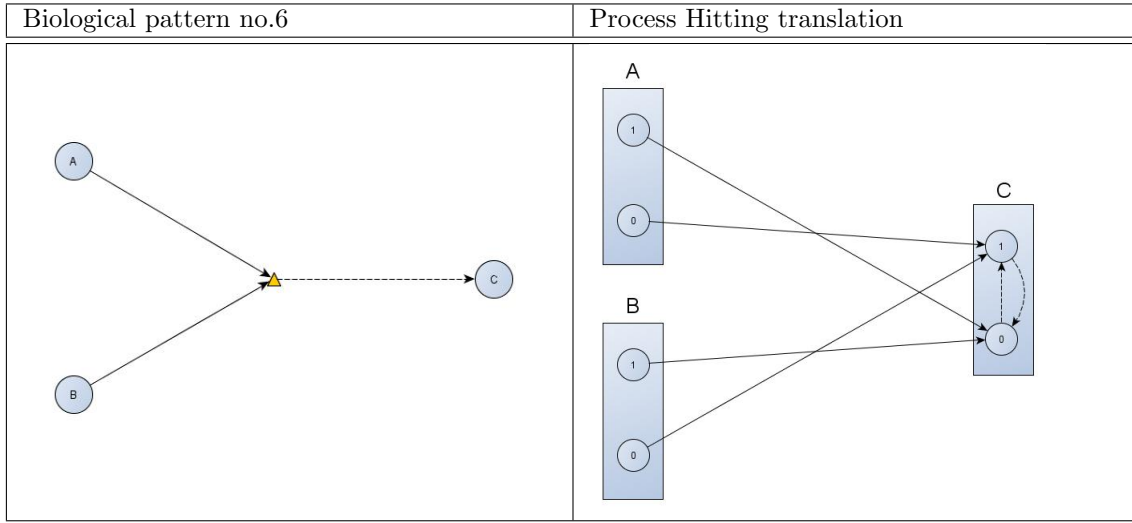 Biological pattern no.6
Process Hitting translation
A
B
C
A
1
0
B
1
0
C
1
0